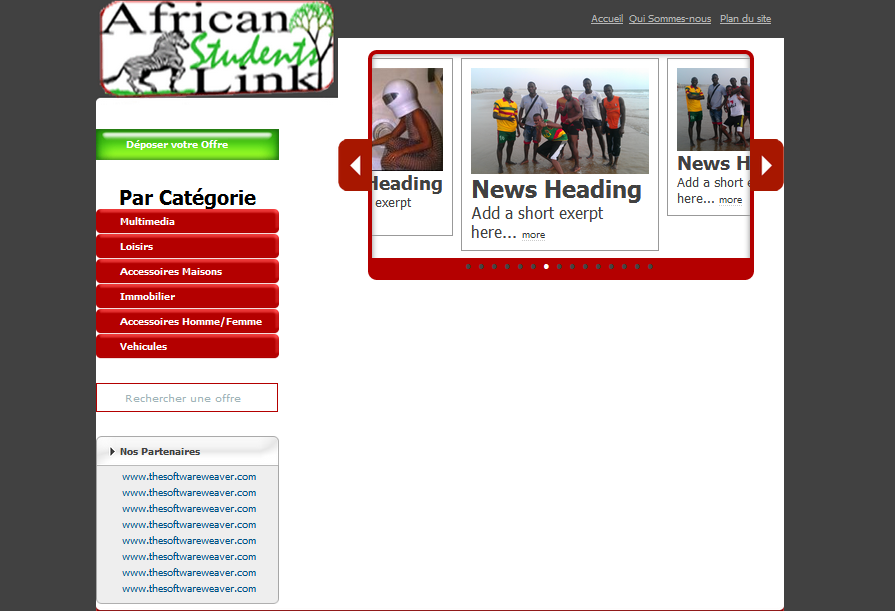 African
Students
Link
Accueil Qui Sommes-nous Plan du site
Déposer votre Offre
Par Catégorie
Multimedia
Loisirs
Accessoires Maisons
Immobilier
Accessoires Homme/Femme
Vehicules
Rechercher une offre
Nos Partenaires
www.thesoftwareweaver.com
www.thesoftwareweaver.com
www.thesoftwareweaver.com
www.thesoftwareweaver.com
www.thesoftwareweaver.com
www.thesoftwareweaver.com
www.thesoftwareweaver.com
www.thesoftwareweaver.com
Heading
exerpt
News Heading
Add a short exerpt
here... more
News H
Add a short e
here... more